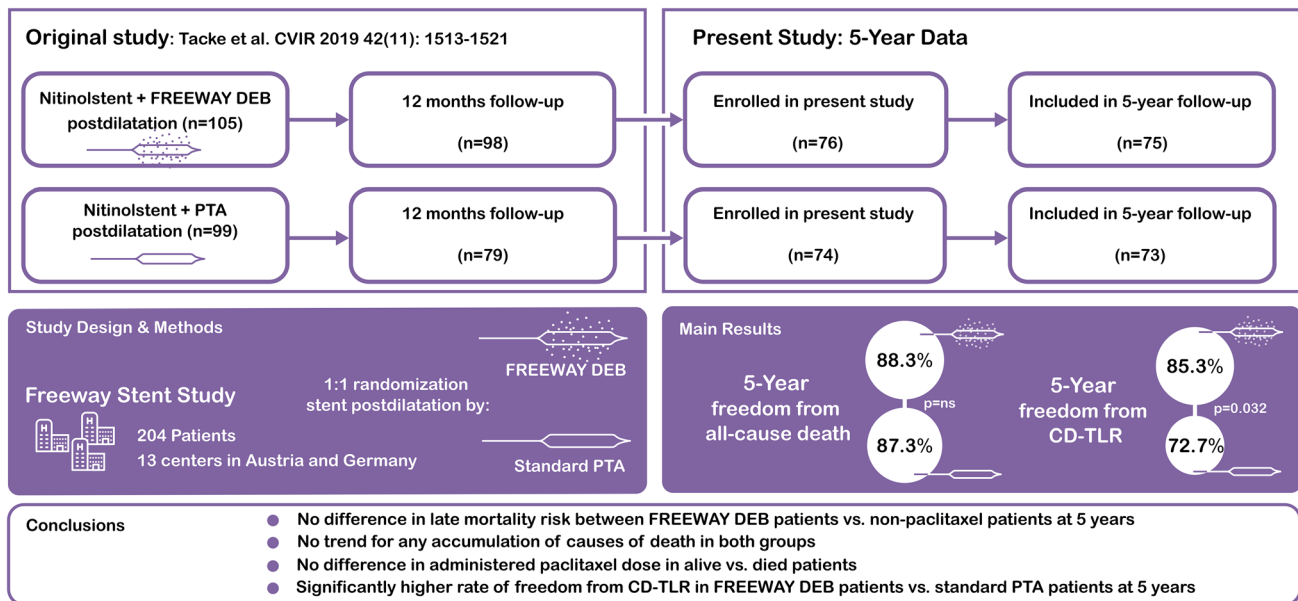 Original study: Tacke et al. CVIR 2019 42(11): 1513-1521
Nitinolstent + FREEWAY DEB
postdilatation (n=105)
12 months follow-up
(n=98)
Nitinolstent + PTA
postdilatation (n=99)
12 months follow-up
(n=79)
Present Study: 5-Year Data
Enrolled in present study
(n=76)
Included in 5-year follow-up
(n=75)
Enrolled in present study
(n=74)
Included in 5-year follow-up
(n=73)
Study Design & Methods
Freeway Stent Study
H
H
H
204 Patients
13 centers in Austria and Germany
1:1 randomization
stent postdilatation by:
FREEWAY DEB
Standard PTA
Main Results
5-Year
freedom from
all-cause death
88.3%
p=ns
87.3%
5-Year
freedom from
CD-TLR
85.3%
p=0.032
72.7%
Conclusions
No difference in late mortality risk between FREEWAY DEB patients vs. non-paclitaxel patients at 5 years
No trend for any accumulation of causes of death in both groups
No difference in administered paclitaxel dose in alive vs. died patients
Significantly higher rate of freedom from CD-TLR in FREEWAY DEB patients vs. standard PTA patients at 5 years